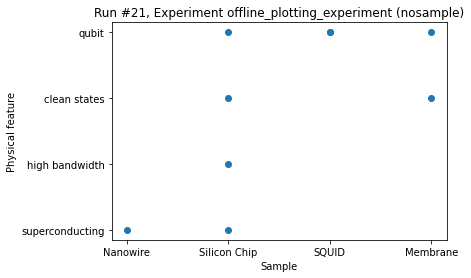 Run #21, Experiment offline_plotting_experiment (nosample)
qubit
clean states
high bandwidth
superconducting
Physical feature
Nanowire Silicon Chip SQUID Membrane
Sample